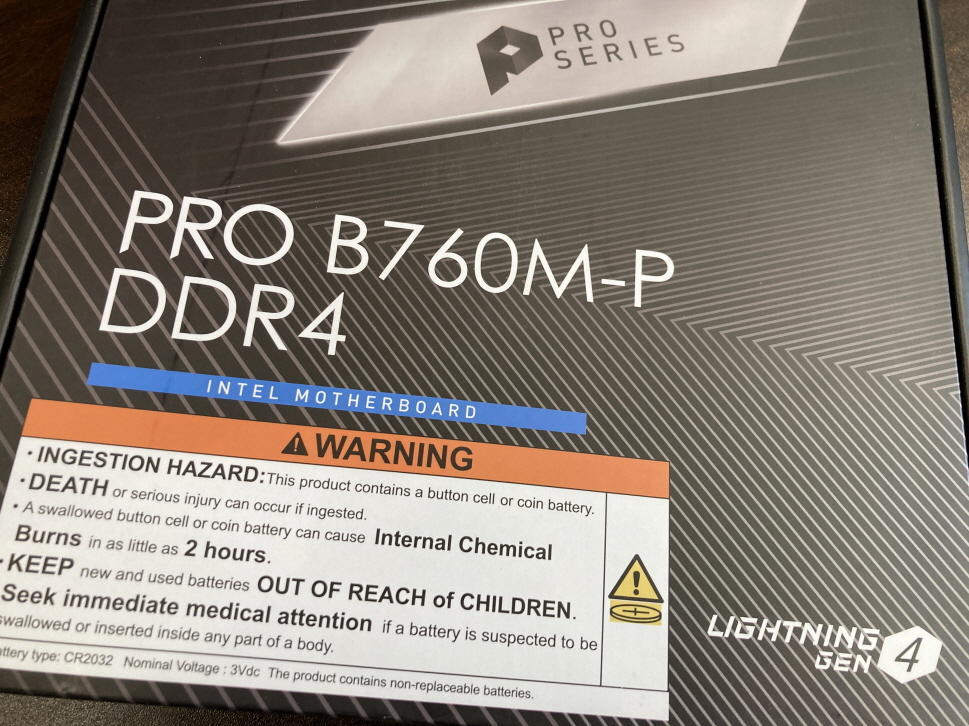 PRO
SERIES
PRO B760M-P
DDR4
INTEL MOTHERBOARD
WARNING
· INGESTION HAZARD: This product contains a button cell or coin battery.
· DEATH or serious injury can occur if ingested.
· A swallowed button cell or coin battery can cause Internal Chemical
Burns in as little as 2 hours.
· KEEP new and used batteries OUT OF REACH of CHILDREN.
Seek immediate medical attention if a battery is suspected to be
swallowed or inserted inside any part of a body.
attery type: CR2032 Nominal Voltage : 3Vdc The product contains non-replaceable batteries.
LIGHTNING
GEN 4